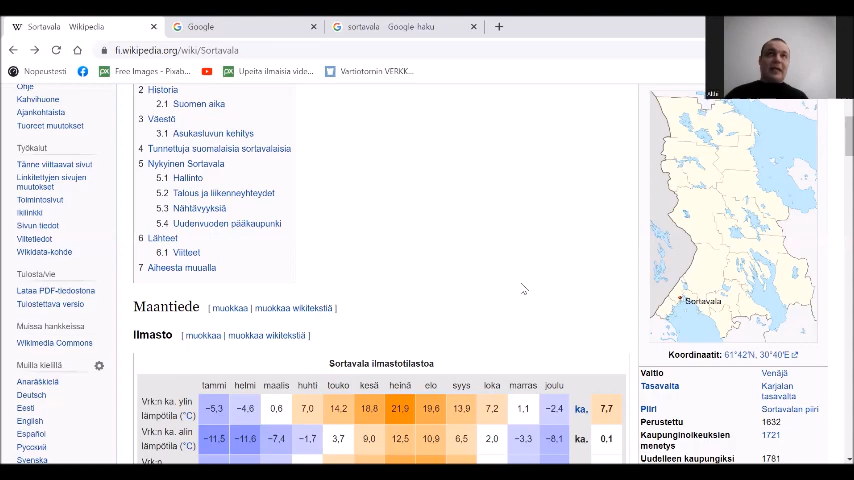 Sortavala Wikipedia
Google
sortavala Google-haku
fi.wikipedia.org/wiki/Sortavala
Nopeustesti
Free Images - Pixab...
Upeita ilmaisia vide...
Vartiotornin VERKK...
Ohje
Kahvihuone
Ajankohtaista
Tuoreet muutokset
Työkalut
Tänne viittaavat sivut
Linkitettyjen sivujen
muutokset
Toimintosivut
Ikilinkki
Sivun tiedot
Viitetiedot
Wikidata-kohde
Tulosta/vie
Lataa PDF-tiedostona
Tulostettava versio
Muissa hankkeissa
Wikimedia Commons
Muilla kielillä
Anarâškielâ
Deutsch
Eesti
English
Español
Русский
Svenska
2 Historia
2.1 Suomen aika
3 Väestö
3.1 Asukasluvun kehitys
4 Tunnettuja suomalaisia sortavalaisia
5 Nykyinen Sortavala
5.1 Hallinto
5.2 Talous ja liikenneyhteydet
5.3 Nähtävyyksiä
5.4 Uudenvuoden pääkaupunki
6 Lähteet
6.1 Viitteet
7 Aiheesta muualla
Maantiede [ muokkaa | muokkaa wikitekstiä ]
Ilmasto [ muokkaa | muokkaa wikitekstiä ]
Sortavala ilmastotilastoa
tammi helmi maalis huhti touko kesä heinä elo syys loka marras joulu
Vrk:n ka. ylin
lämpötila (°C)
−5,3 −4,6 0,6 7,0 14,2 18,8 21,9 19,6 13,9 7,2 1,1 −2,4 ka. 7,7
Vrk:n ka. alin
lämpötila (°C)
−11,5 −11,6 −7,4 −1,7 3,7 9,0 12,5 10,9 6,5 2,0 −3,3 −8,1 ka. 0,1
Vrk:n
Sortavala
Koordinaatit: 61°42′N, 30°40′E
Valtio Venäjä
Tasavalta Karjalan
tasavalta
Piiri Sortavalan piiri
Perustettu 1632
Kaupunginoikeuksien 1721
menetys
Uudelleen kaupungiksi 1781